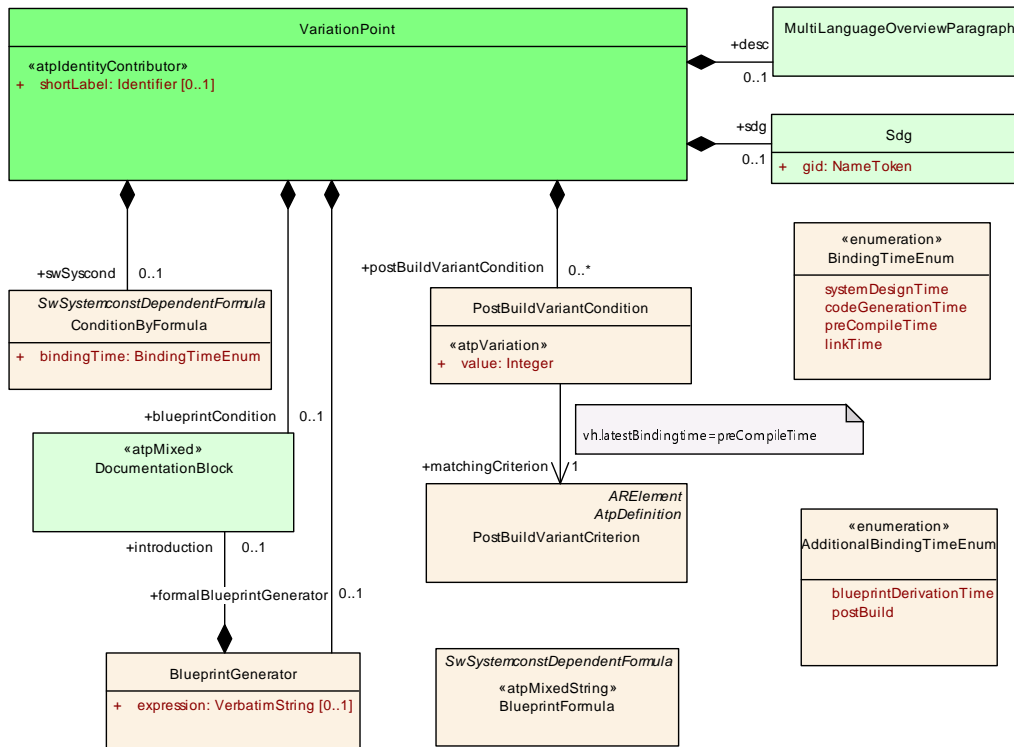 VariationPoint
«atpIdentityContributor»
+ shortLabel: Identifier [0..1]
+desc
0..1
MultiLanguageOverviewParagraph
+sdg
0..1
Sdg
+ gid: NameToken
+swSyscond
0..1
SwSystemconstDependentFormula
ConditionByFormula
+ bindingTime: BindingTimeEnum
+postBuildVariantCondition
0..*
PostBuildVariantCondition
«atpVariation»
+ value: Integer
«enumeration»
BindingTimeEnum
systemDesignTime
codeGenerationTime
preCompileTime
linkTime
+blueprintCondition
0..1
«atpMixed»
DocumentationBlock
vh.latestBindingtime=preCompileTime
+matchingCriterion
1
ARElement
AtpDefinition
PostBuildVariantCriterion
«enumeration»
AdditionalBindingTimeEnum
blueprintDerivationTime
postBuild
+introduction
0..1
+formalBlueprintGenerator
0..1
BlueprintGenerator
+ expression: VerbatimString [0..1]
SwSystemconstDependentFormula
«atpMixedString»
BlueprintFormula